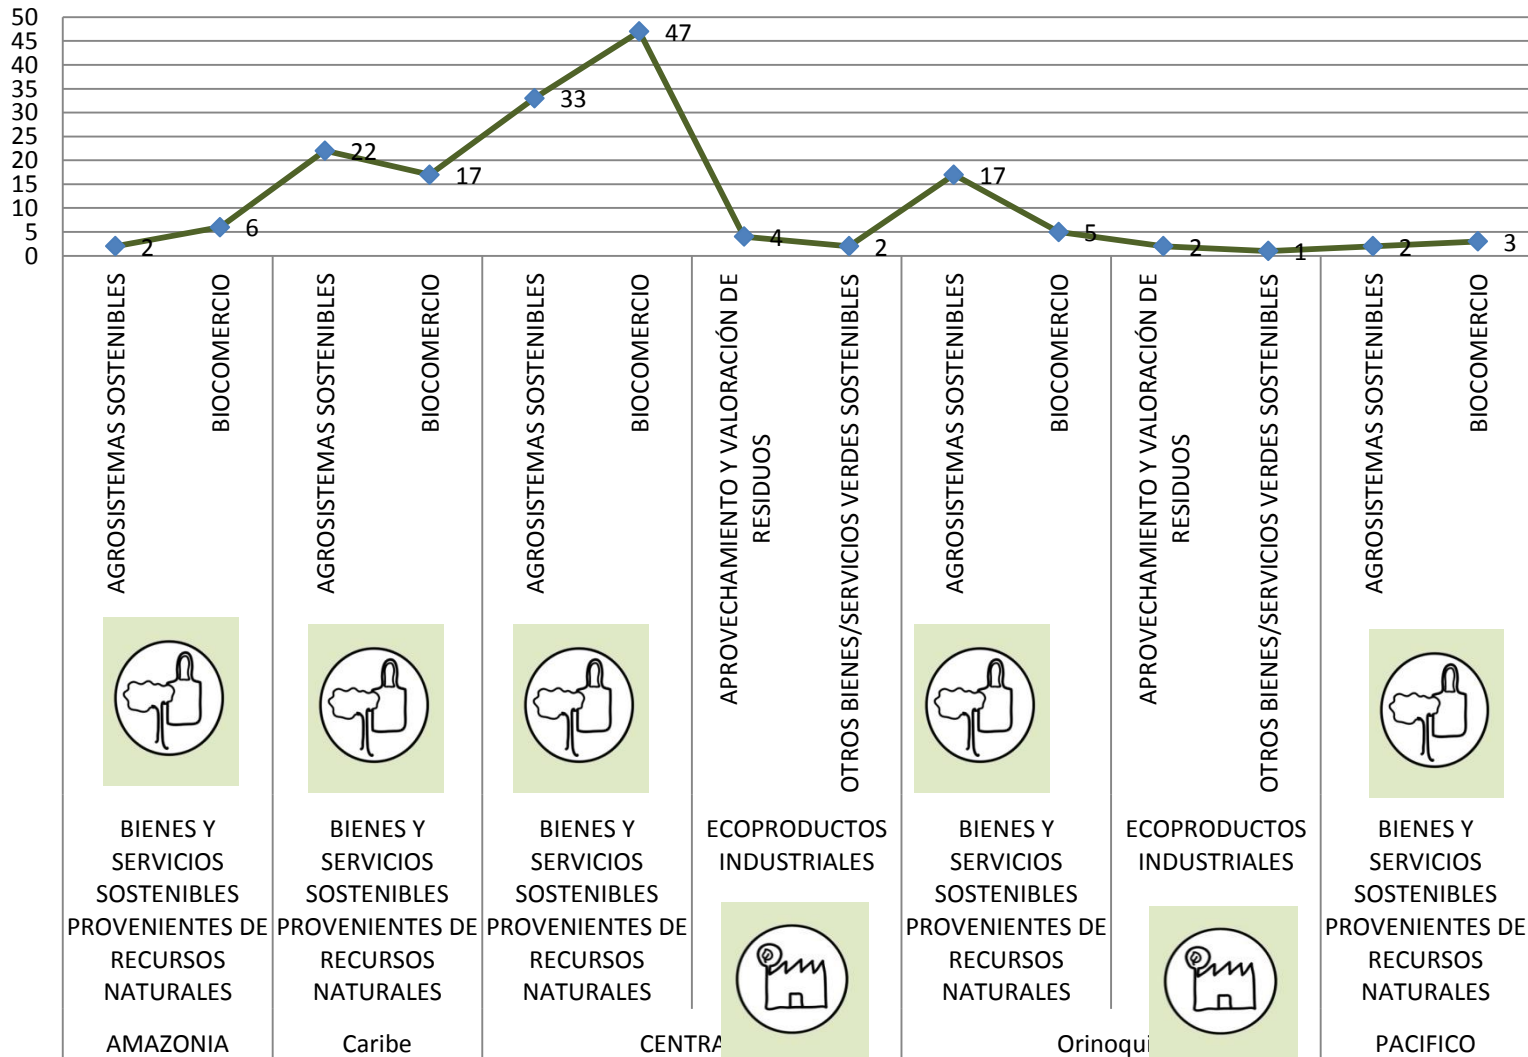 50
45
40
35
30
25
20
15
10
5
0
2
6
22
17
33
47
4
2
17
5
2
1
2
3
AGROSISTEMAS SOSTENIBLES
BIOCOMERCIO
AGROSISTEMAS SOSTENIBLES
BIOCOMERCIO
AGROSISTEMAS SOSTENIBLES
BIOCOMERCIO
APROVECHAMIENTO Y VALORACIÓN DE
RESIDUOS
OTROS BIENES/SERVICIOS VERDES SOSTENIBLES
AGROSISTEMAS SOSTENIBLES
BIOCOMERCIO
APROVECHAMIENTO Y VALORACIÓN DE
RESIDUOS
OTROS BIENES/SERVICIOS VERDES SOSTENIBLES
AGROSISTEMAS SOSTENIBLES
BIOCOMERCIO
BIENES Y
SERVICIOS
SOSTENIBLES
PROVENIENTES DE
RECURSOS
NATURALES
BIENES Y
SERVICIOS
SOSTENIBLES
PROVENIENTES DE
RECURSOS
NATURALES
BIENES Y
SERVICIOS
SOSTENIBLES
PROVENIENTES DE
RECURSOS
NATURALES
ECOPRODUCTOS
INDUSTRIALES
BIENES Y
SERVICIOS
SOSTENIBLES
PROVENIENTES DE
RECURSOS
NATURALES
ECOPRODUCTOS
INDUSTRIALES
BIENES Y
SERVICIOS
SOSTENIBLES
PROVENIENTES DE
RECURSOS
NATURALES
AMAZONIA
Caribe
CENTRA
Orinoqui
PACIFICO